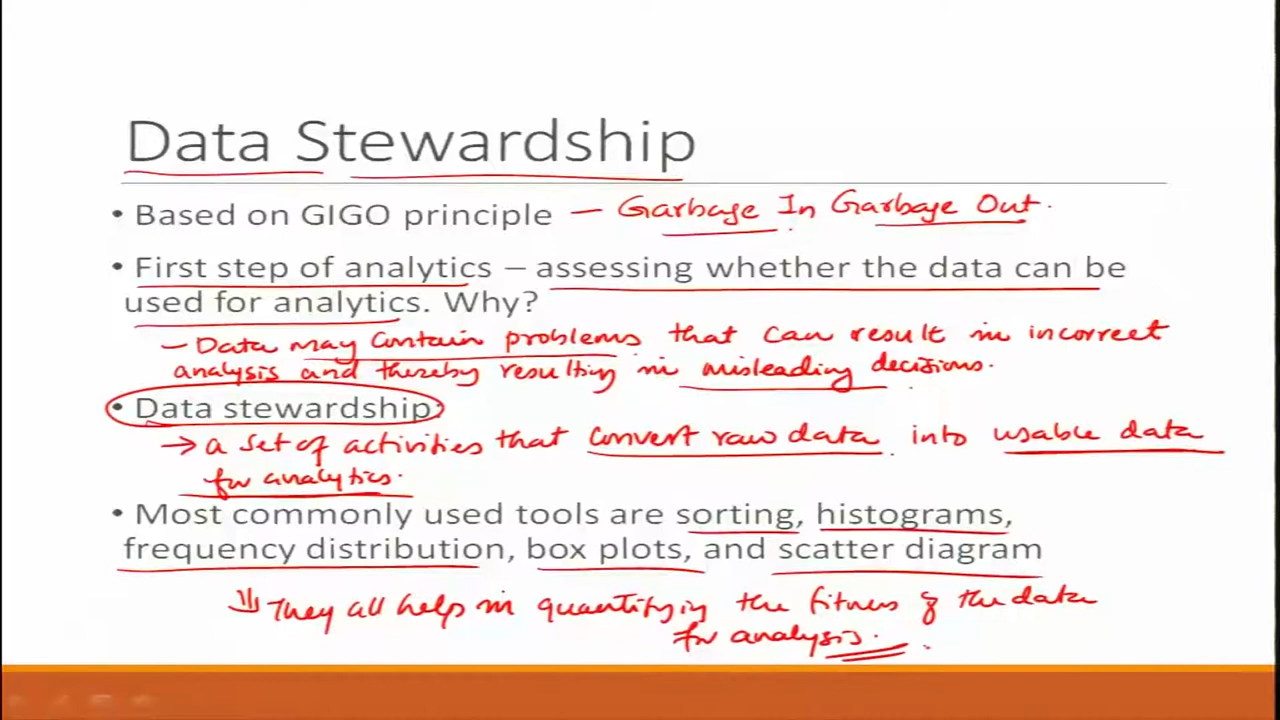 Data Stewardship
• Based on GIGO principle – Garbage In Garbage Out.
• First step of analytics – assessing whether the data can be
used for analytics. Why?
– Data may contain problems that can result in incorrect
analysis and thereby resulting in misleading decisions.
• Data stewardship
→ a set of activities that convert raw data into usable data
for analytics.
• Most commonly used tools are sorting, histograms,
frequency distribution, box plots, and scatter diagram
They all help in quantifying the fitness of the data
for analysis.